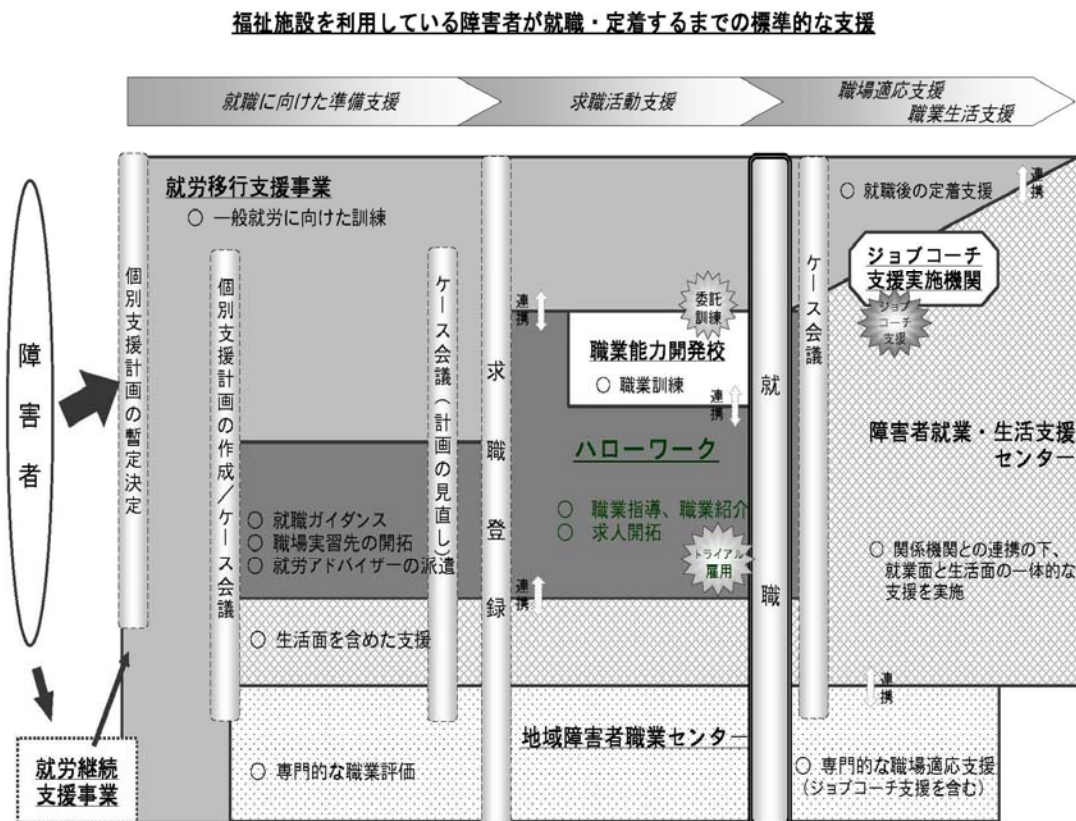 福祉施設を利用している障害者が就職・定着するまでの標準的な支援
就職に向けた準備支援
求職活動支援
職場適応支援
職業生活支援
障害者
個別支援計画の暫定決定
就労移行支援事業
○ 一般就労に向けた訓練
個別支援計画の作成／ケース会議
ケース会議（計画の見直し）
求職登録
連携
委託
訓練
職業能力開発校
○ 職業訓練
連携
ハローワーク
○ 職業指導、職業紹介
○ 求人開拓
トライアル
雇用
連携
○ 就職ガイダンス
○ 職場実習先の開拓
○ 就労アドバイザーの派遣
○ 生活面を含めた支援
就職
ケース会議
○ 就職後の定着支援
連携
ジョブコーチ
支援実施機関
ジョブ
コーチ
支援
障害者就業・生活支援
センター
○ 関係機関との連携の下、
就業面と生活面の一体的な
支援を実施
連携
地域障害者職業センター
○ 専門的な職業評価
○ 専門的な職場適応支援
（ジョブコーチ支援を含む）
就労継続
支援事業